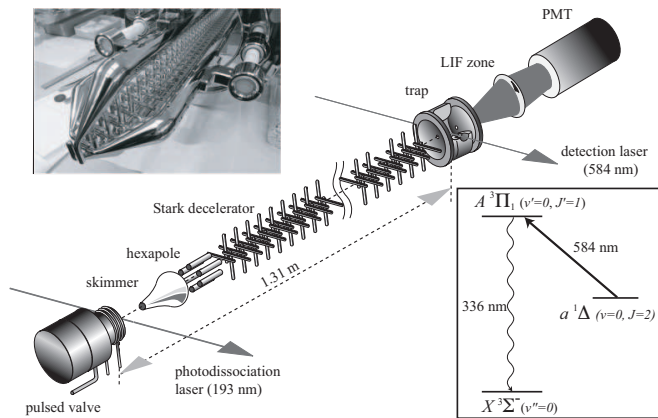 PMT
LIF zone
trap
detection laser
(584 nm)
Stark decelerator
hexapole
skimmer
1.31 m
photodissociation
laser (193 nm)
pulsed valve
A ³Π₁ (v'=0, J'=1)
584 nm
336 nm
a ¹Δ (v=0, J=2)
X ³Σ⁻ (v''=0)